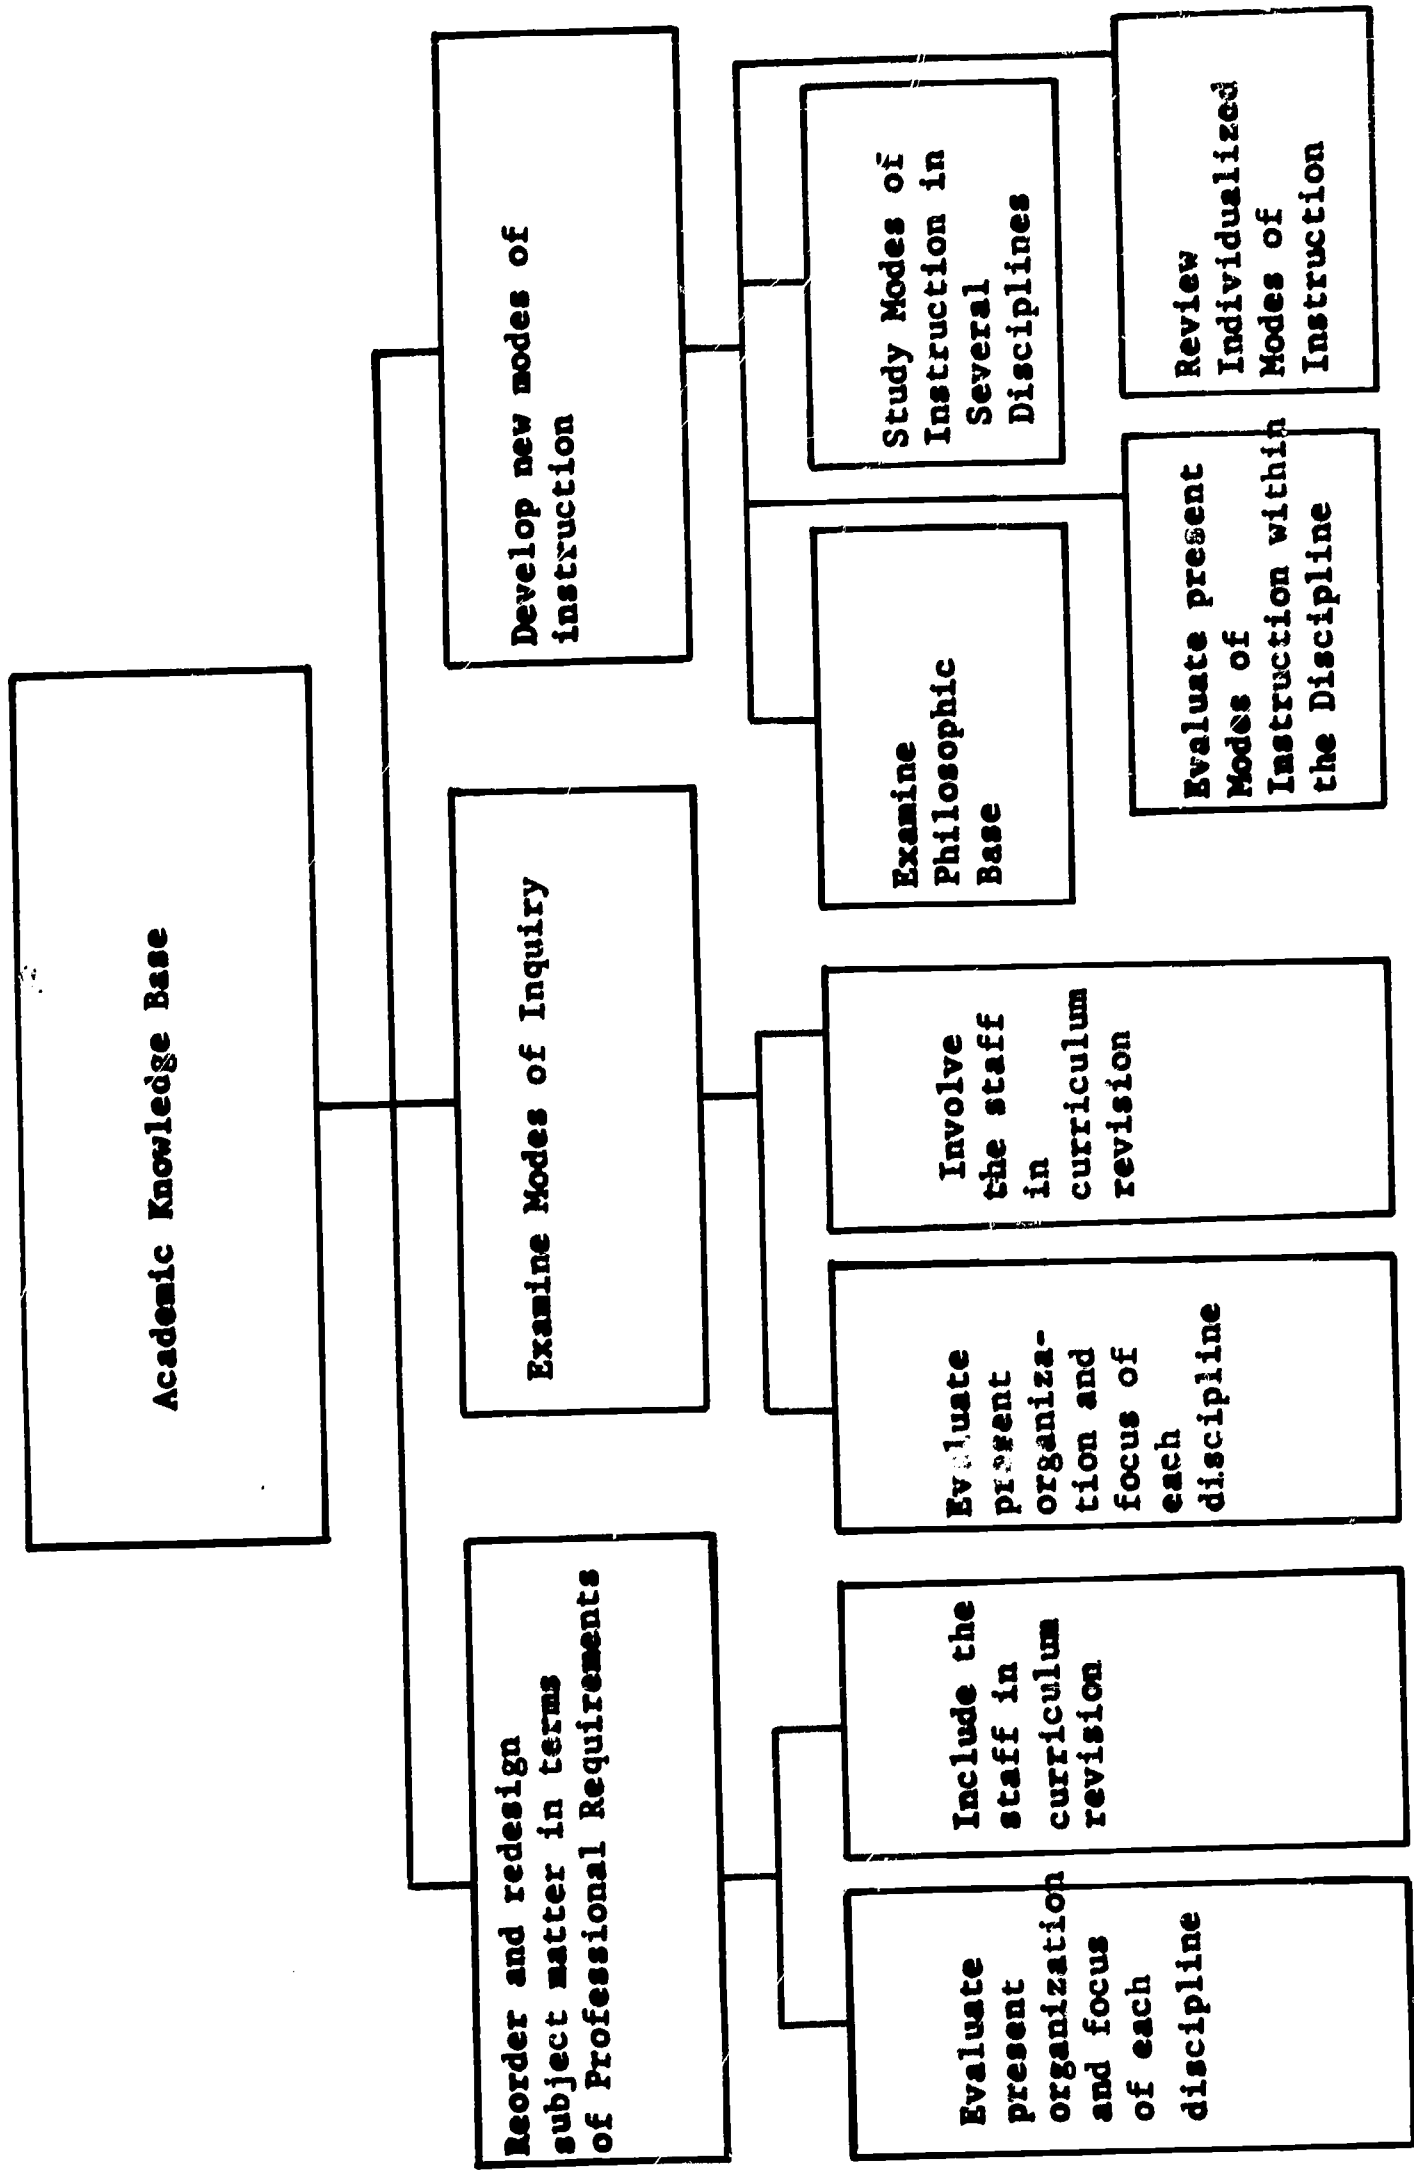 Academic Knowledge Base
Reorder and redesign
subject matter in terms
of Professional Requirements
Examine Modes of Inquiry
Develop new modes of
instruction
Evaluate
present
organization
and focus
of each
discipline
Include the
staff in
curriculum
revision
Evaluate
present
organiza-
tion and
focus of
each
discipline
Involve
the staff
in
curriculum
revision
Examine
Philosophic
Base
Study Modes of
Instruction in
Several
Disciplines
Evaluate present
Modes of
Instruction within
the Discipline
Review
Individualized
Modes of
Instruction